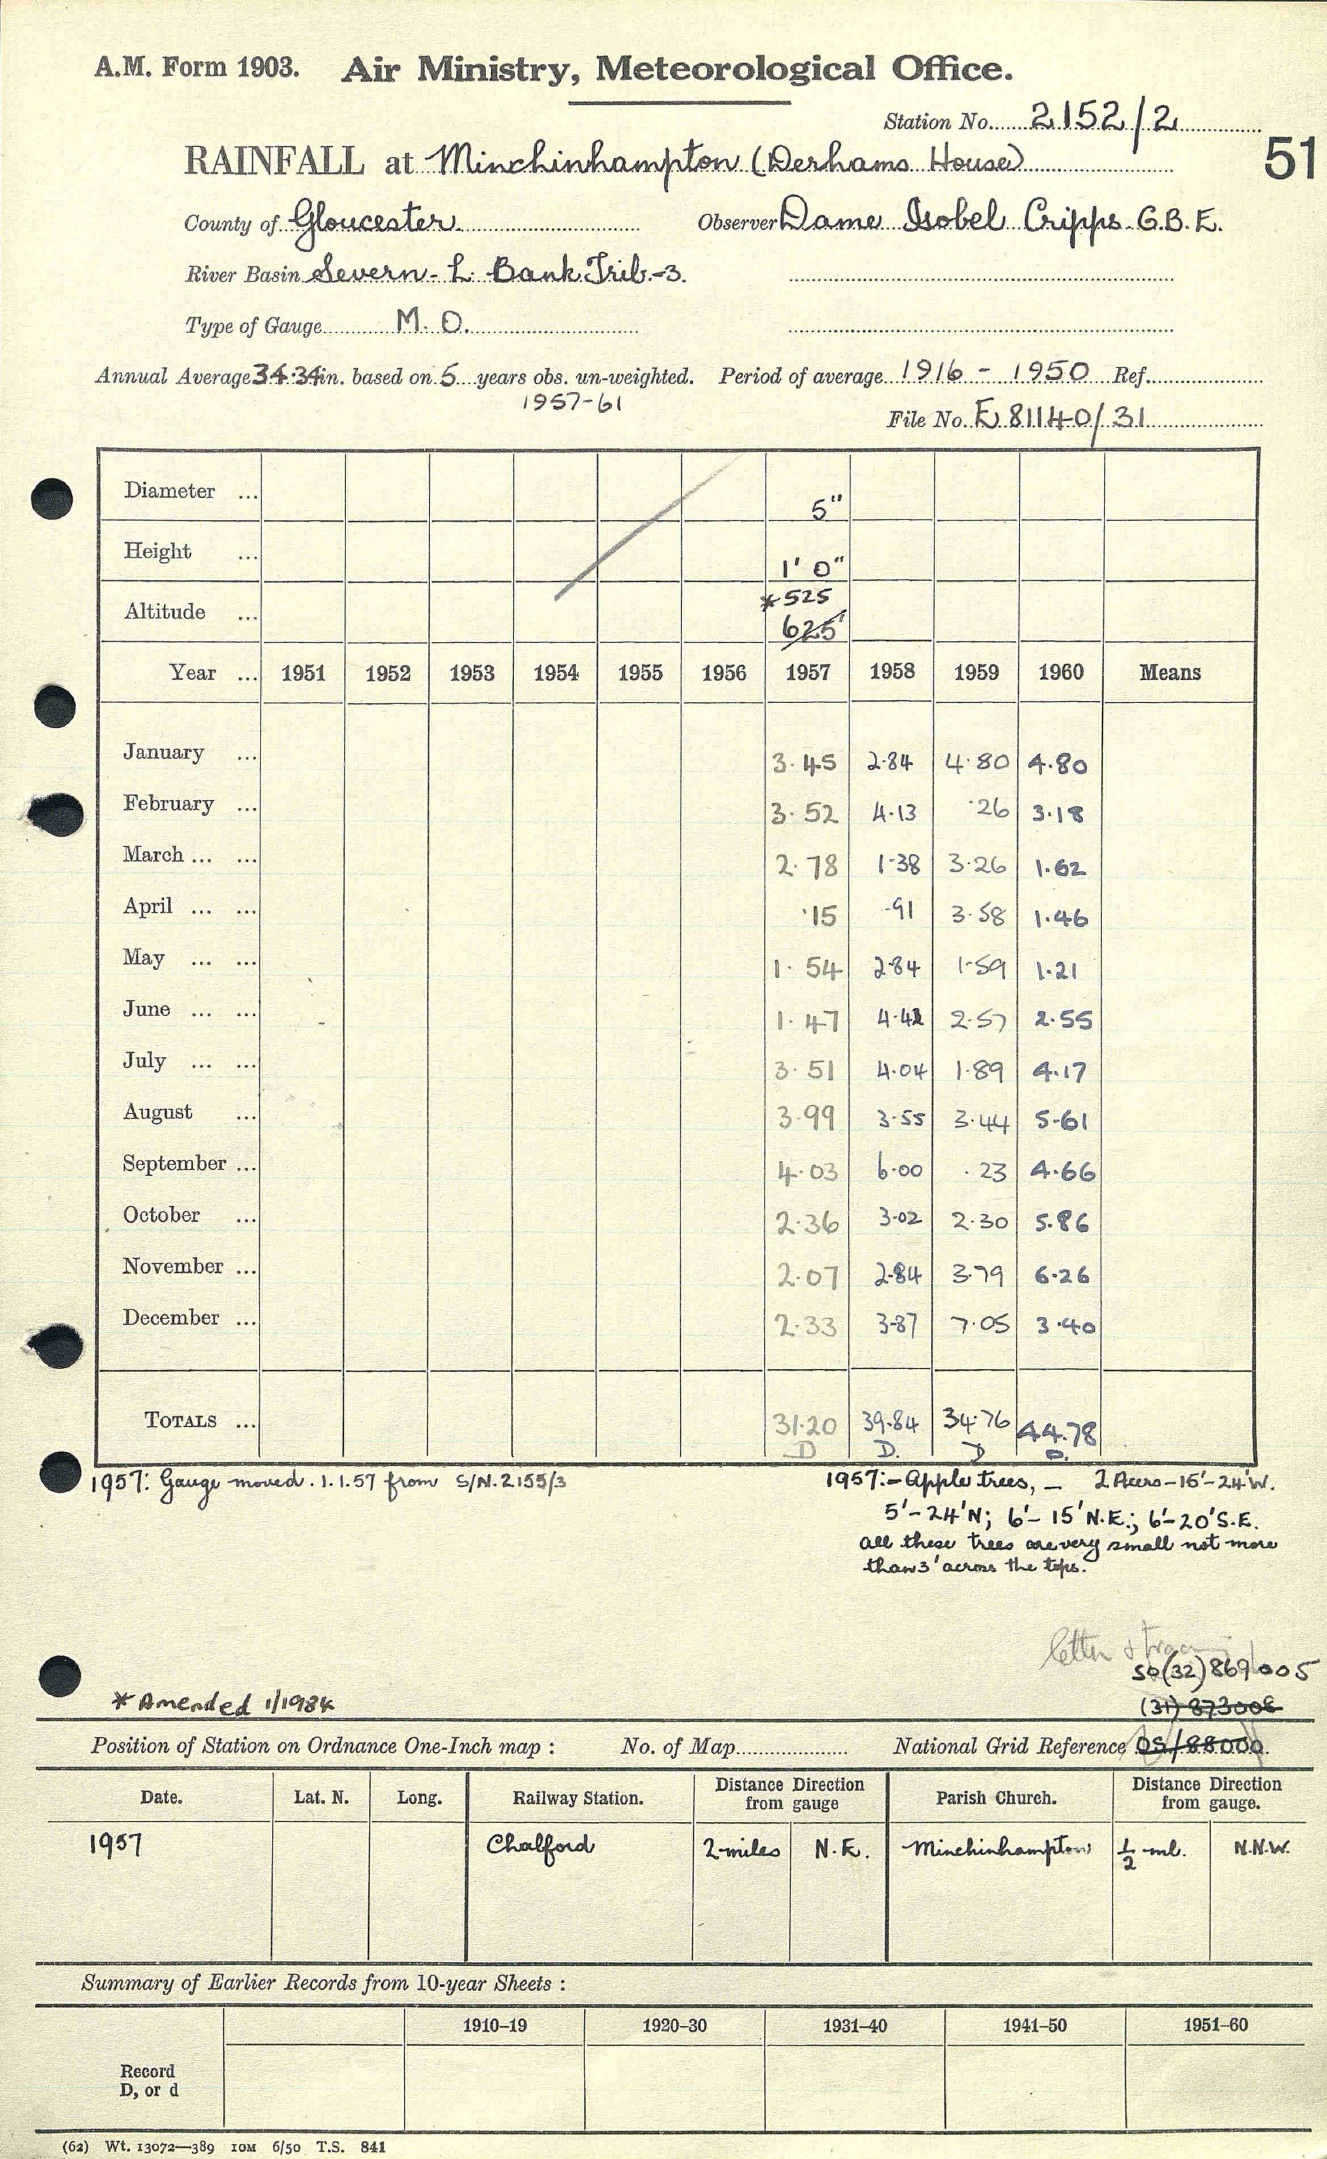 A.M. Form 1903. Air Ministry, Meteorological Office.
Station No. 2152/2
RAINFALL at Minchinhampton (Derhams House)
51
County of Gloucester. Observer Dame Isobel Cripps. G.B.E.
River Basin Severn - L. Bank Trib. -3.
Type of Gauge M. O.
Annual Average 34.34 in. based on 5 years obs. un-weighted. Period of average 1916 - 1950 Ref.
1957-61
File No. E 81140/31
Diameter ... 5"
Height ... 1' 0"
*525
Altitude ... 625'
Year ... 1951 1952 1953 1954 1955 1956 1957 1958 1959 1960 Means
January ... 3.45 2.84 4.80 4.80
February ... 3.52 4.13 .26 3.18
March ... ... 2.78 1.38 3.26 1.62
April ... ... .15 .91 3.58 1.46
May ... ... 1.54 2.84 1.59 1.21
June ... ... 1.47 4.42 2.57 2.55
July ... ... 3.51 4.04 1.89 4.17
August ... 3.99 3.55 3.44 5.61
September ... 4.03 6.00 .23 4.66
October ... 2.36 3.02 2.30 5.86
November ... 2.07 2.84 3.79 6.26
December ... 2.33 3.87 7.05 3.40
TOTALS ... 31.20 39.84 34.76 44.78
D D. D D.
1957: Gauge moved. 1.1.57 from S/N. 2155/3
1957:- Apple trees, - 2 Acers - 15' - 24' W.
5' - 24' N; 6' - 15' N.E.; 6' - 20' S.E.
all these trees are very small not more
than 3' across the tops.
letter &
SO(32)869005
* Amended 1/1984
(31) 873006
Position of Station on Ordnance One-Inch map : No. of Map National Grid Reference OS/88000.
Date. Lat. N. Long. Railway Station. Distance from gauge Direction Parish Church. Distance from gauge. Direction
1957 Chalford 2 miles N.E. Minchinhampton 1/2 ml. N.N.W.
Summary of Earlier Records from 10-year Sheets :
1910–19 1920–30 1931–40 1941–50 1951–60
Record
D, or d
(62) Wt. 13072—389 10M 6/50 T.S. 841